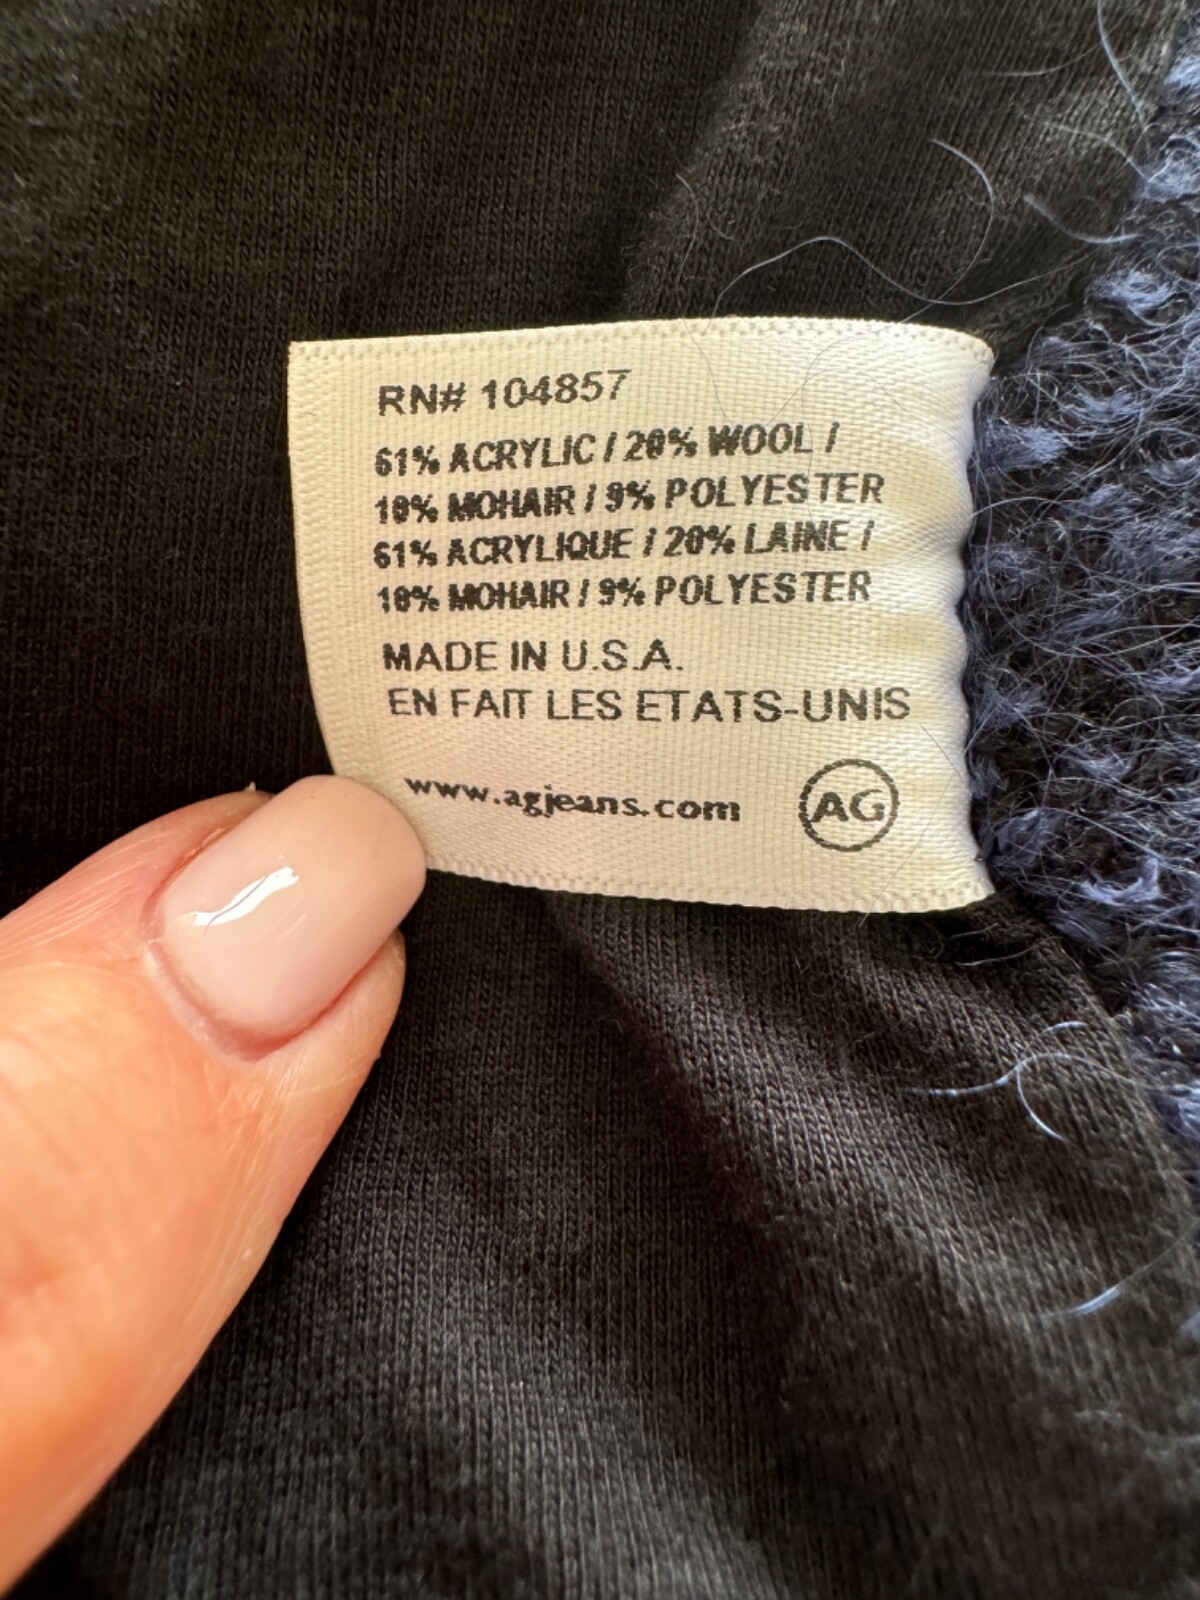 RN# 104857
61% ACRYLIC / 20% WOOL /
10% MOHAIR / 9% POLYESTER
61% ACRYLIQUE / 20% LAINE /
10% MOHAIR / 9% POLYESTER
MADE IN U.S.A.
EN FAIT LES ETATS-UNIS
www.agjeans.com
AG